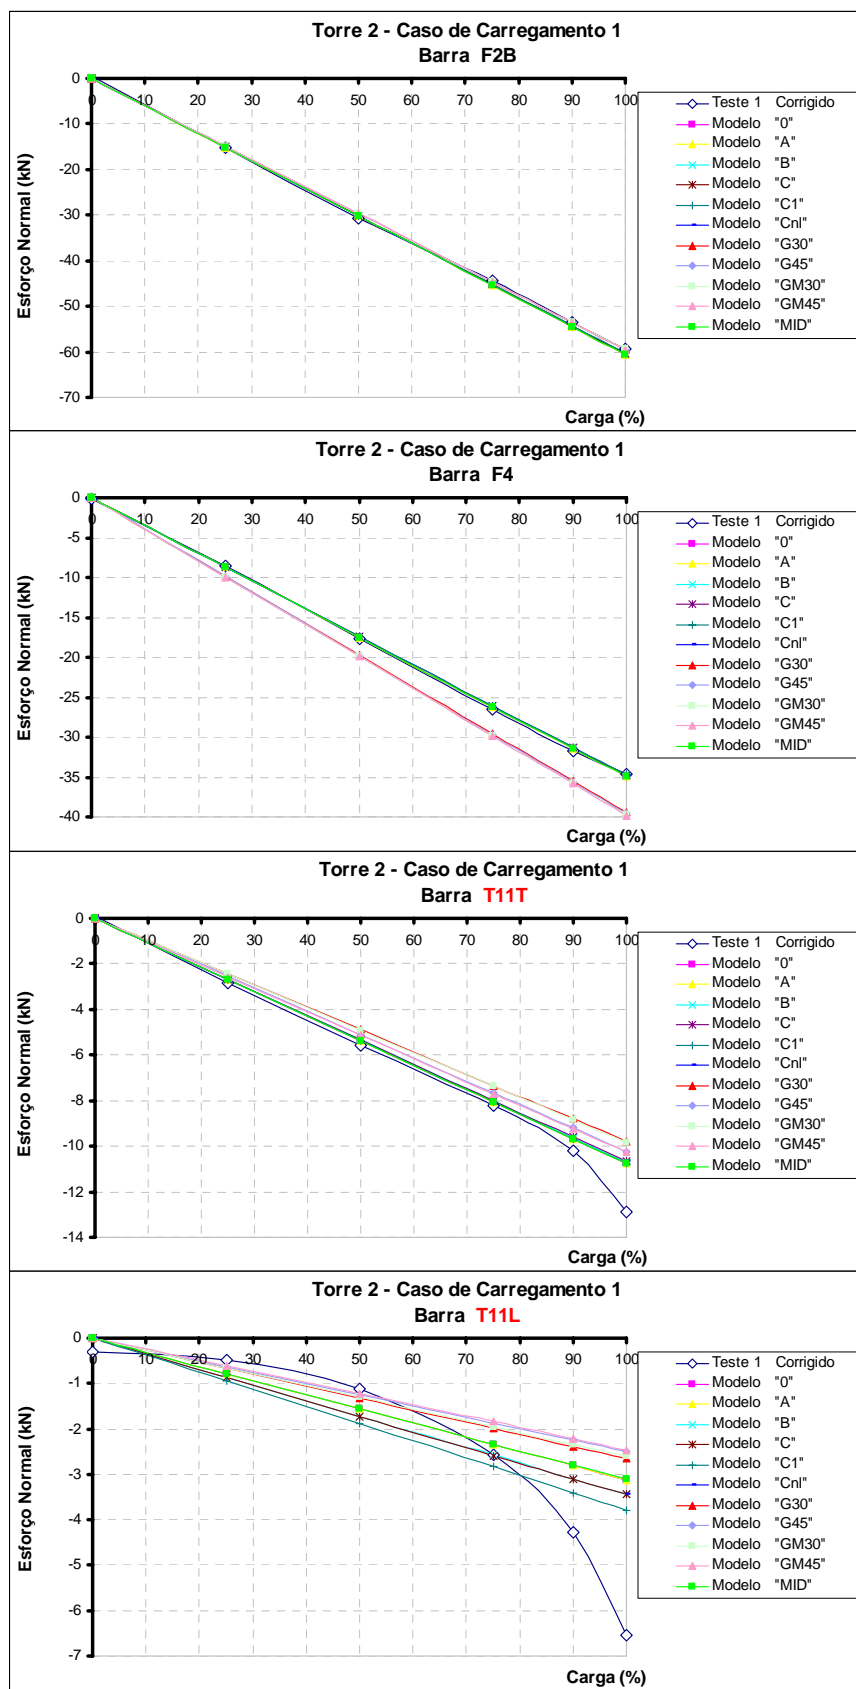 Torre 2 - Caso de Carregamento 1
Barra F2B
Esforço Normal (kN)
0
-10
-20
-30
-40
-50
-60
-70
0 10 20 30 40 50 60 70 80 90 100
Carga (%)
Teste 1 Corrigido
Modelo "0"
Modelo "A"
Modelo "B"
Modelo "C"
Modelo "C1"
Modelo "Cnl"
Modelo "G30"
Modelo "G45"
Modelo "GM30"
Modelo "GM45"
Modelo "MID"
Torre 2 - Caso de Carregamento 1
Barra F4
Esforço Normal (kN)
0
-5
-10
-15
-20
-25
-30
-35
-40
0 10 20 30 40 50 60 70 80 90 100
Carga (%)
Teste 1 Corrigido
Modelo "0"
Modelo "A"
Modelo "B"
Modelo "C"
Modelo "C1"
Modelo "Cnl"
Modelo "G30"
Modelo "G45"
Modelo "GM30"
Modelo "GM45"
Modelo "MID"
Torre 2 - Caso de Carregamento 1
Barra T11T
Esforço Normal (kN)
0
-2
-4
-6
-8
-10
-12
-14
0 10 20 30 40 50 60 70 80 90 100
Carga (%)
Teste 1 Corrigido
Modelo "0"
Modelo "A"
Modelo "B"
Modelo "C"
Modelo "C1"
Modelo "Cnl"
Modelo "G30"
Modelo "G45"
Modelo "GM30"
Modelo "GM45"
Modelo "MID"
Torre 2 - Caso de Carregamento 1
Barra T11L
Esforço Normal (kN)
0
-1
-2
-3
-4
-5
-6
-7
0 10 20 30 40 50 60 70 80 90 100
Carga (%)
Teste 1 Corrigido
Modelo "0"
Modelo "A"
Modelo "B"
Modelo "C"
Modelo "C1"
Modelo "Cnl"
Modelo "G30"
Modelo "G45"
Modelo "GM30"
Modelo "GM45"
Modelo "MID"